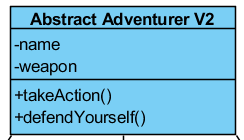 Abstract Adventurer V2
-name
-weapon
+takeAction()
+defendYourself()